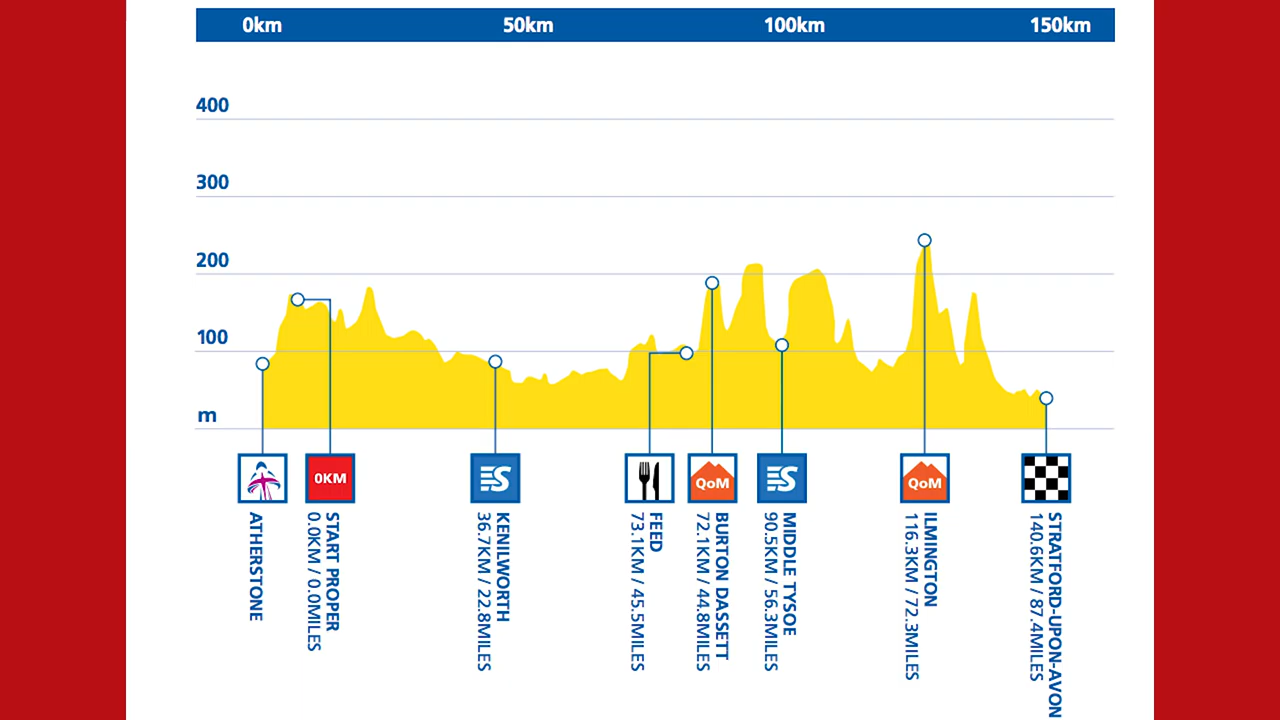 0km 50km 100km 150km
400
300
200
100
m
0KM
QoM
QoM
ATHERSTONE
START PROPER
0.0KM / 0.0MILES
KENILWORTH
36.7KM / 22.8MILES
FEED
73.1KM / 45.5MILES
BURTON DASSETT
72.1KM / 44.8MILES
MIDDLE TYSOE
90.5KM / 56.3MILES
ILMINGTON
116.3KM / 72.3MILES
STRATFORD-UPON-AVON
140.6KM / 87.4MILES